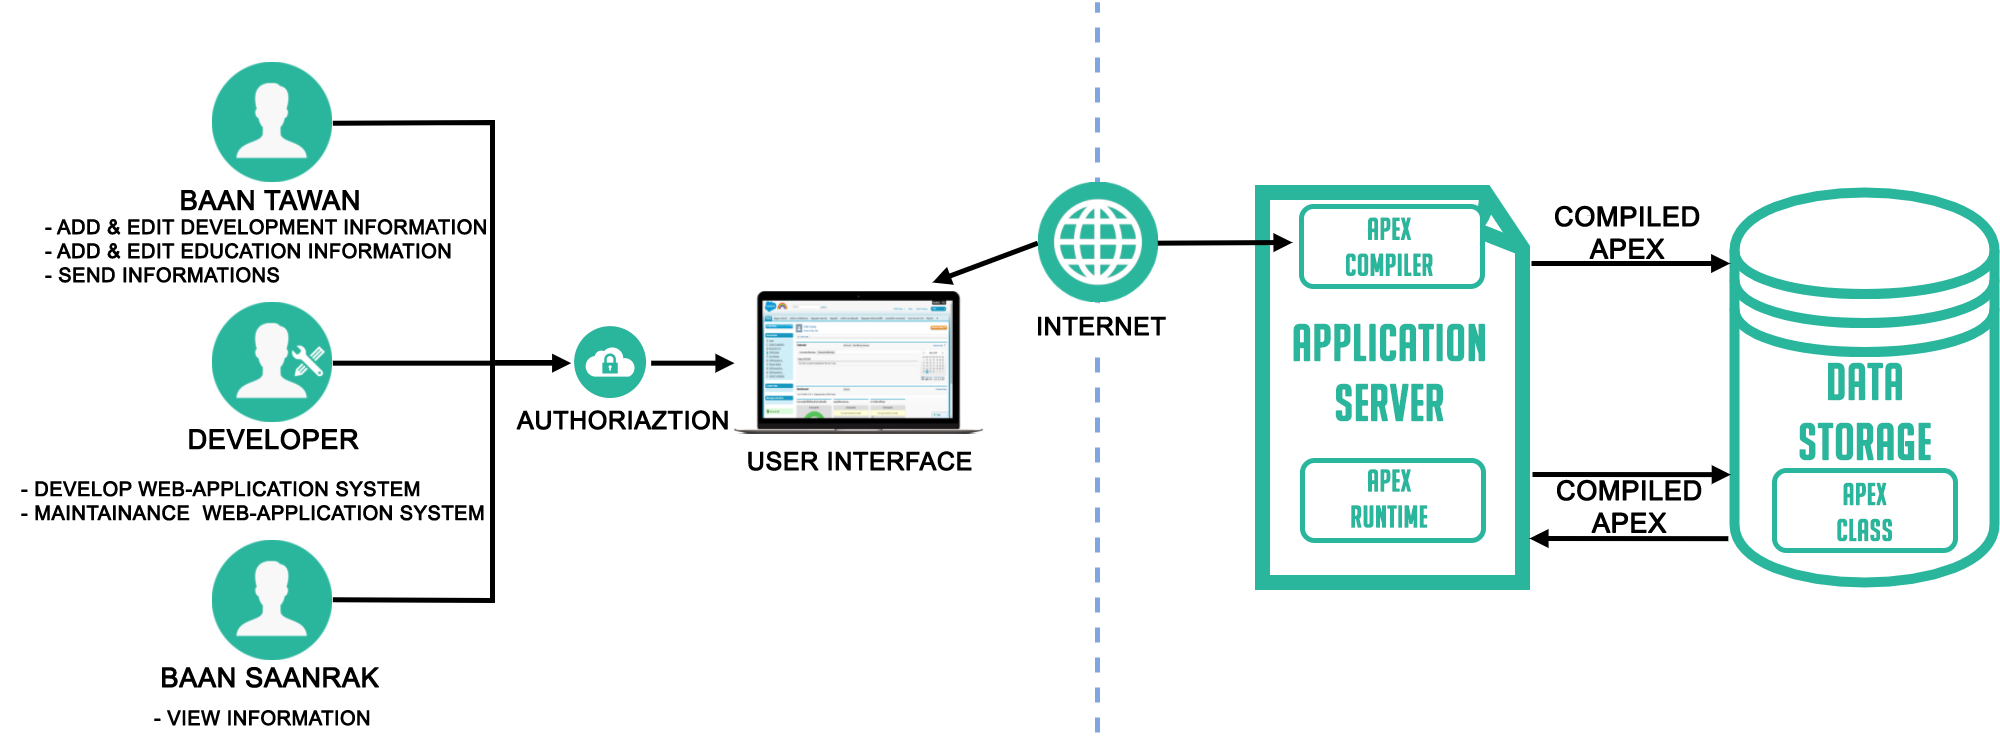 BAAN TAWAN
- ADD & EDIT DEVELOPMENT INFORMATION
- ADD & EDIT EDUCATION INFORMATION
- SEND INFORMATIONS
DEVELOPER
- DEVELOP WEB-APPLICATION SYSTEM
- MAINTAINANCE WEB-APPLICATION SYSTEM
BAAN SAANRAK
- VIEW INFORMATION
AUTHORIAZTION
USER INTERFACE
INTERNET
APEX
COMPILER
APPLICATION
SERVER
APEX
RUNTIME
COMPILED
APEX
COMPILED
APEX
DATA
STORAGE
APEX
CLASS